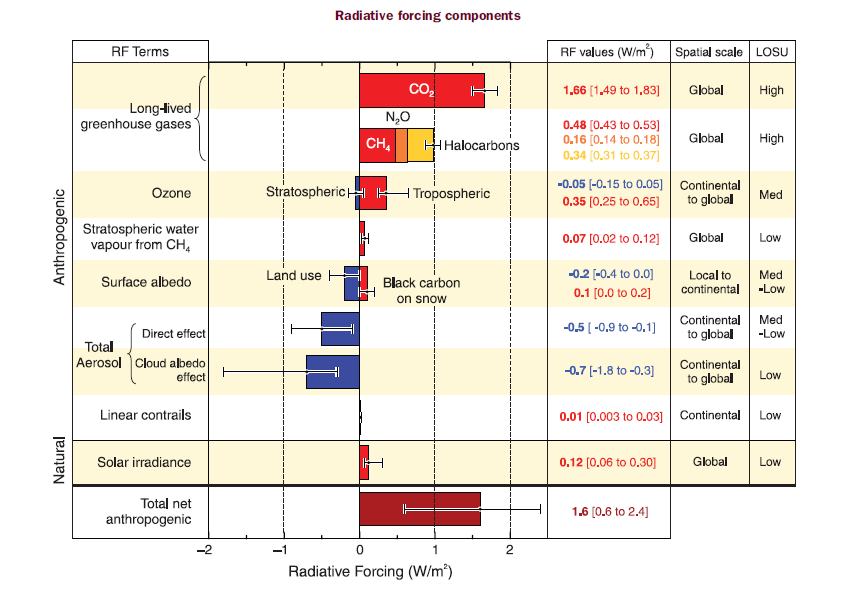 Radiative forcing components
RF Terms
RF values (W/m²)
Spatial scale
LOSU
Anthropogenic
Long-lived
greenhouse gases
CO₂
1.66 [1.49 to 1.83]
Global
High
N₂O
CH₄
Halocarbons
0.48 [0.43 to 0.53]
0.16 [0.14 to 0.18]
0.34 [0.31 to 0.37]
Global
High
Ozone
Stratospheric
Tropospheric
-0.05 [-0.15 to 0.05]
0.35 [0.25 to 0.65]
Continental
to global
Med
Stratospheric water
vapour from CH₄
0.07 [0.02 to 0.12]
Global
Low
Surface albedo
Land use
Black carbon
on snow
-0.2 [-0.4 to 0.0]
0.1 [0.0 to 0.2]
Local to
continental
Med
-Low
Total
Aerosol
Direct effect
-0.5 [ -0.9 to -0.1]
Continental
to global
Med
-Low
Cloud albedo
effect
-0.7 [-1.8 to -0.3]
Continental
to global
Low
Linear contrails
0.01 [0.003 to 0.03]
Continental
Low
Natural
Solar irradiance
0.12 [0.06 to 0.30]
Global
Low
Total net
anthropogenic
1.6 [0.6 to 2.4]
−2 −1 0 1 2
Radiative Forcing (W/m²)